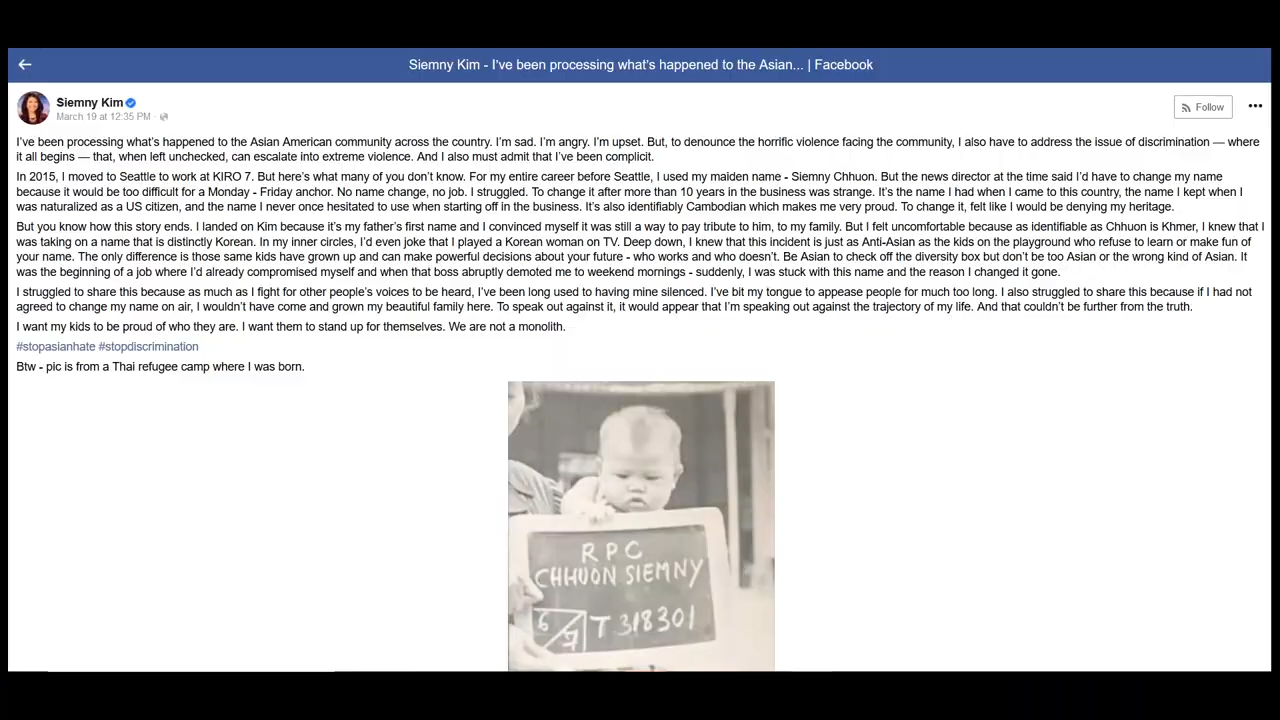 Siemny Kim - I've been processing what's happened to the Asian... | Facebook
Siemny Kim
March 19 at 12:35 PM ·
Follow
I've been processing what's happened to the Asian American community across the country. I'm sad. I'm angry. I'm upset. But, to denounce the horrific violence facing the community, I also have to address the issue of discrimination — where
it all begins — that, when left unchecked, can escalate into extreme violence. And I also must admit that I've been complicit.
In 2015, I moved to Seattle to work at KIRO 7. But here's what many of you don't know. For my entire career before Seattle, I used my maiden name - Siemny Chhuon. But the news director at the time said I'd have to change my name
because it would be too difficult for a Monday - Friday anchor. No name change, no job. I struggled. To change it after more than 10 years in the business was strange. It's the name I had when I came to this country, the name I kept when I
was naturalized as a US citizen, and the name I never once hesitated to use when starting off in the business. It's also identifiably Cambodian which makes me very proud. To change it, felt like I would be denying my heritage.
But you know how this story ends. I landed on Kim because it's my father's first name and I convinced myself it was still a way to pay tribute to him, to my family. But I felt uncomfortable because as identifiable as Chhuon is Khmer, I knew that I
was taking on a name that is distinctly Korean. In my inner circles, I'd even joke that I played a Korean woman on TV. Deep down, I knew that this incident is just as Anti-Asian as the kids on the playground who refuse to learn or make fun of
your name. The only difference is those same kids have grown up and can make powerful decisions about your future - who works and who doesn't. Be Asian to check off the diversity box but don't be too Asian or the wrong kind of Asian. It
was the beginning of a job where I'd already compromised myself and when that boss abruptly demoted me to weekend mornings - suddenly, I was stuck with this name and the reason I changed it gone.
I struggled to share this because as much as I fight for other people's voices to be heard, I've been long used to having mine silenced. I've bit my tongue to appease people for much too long. I also struggled to share this because if I had not
agreed to change my name on air, I wouldn't have come and grown my beautiful family here. To speak out against it, it would appear that I'm speaking out against the trajectory of my life. And that couldn't be further from the truth.
I want my kids to be proud of who they are. I want them to stand up for themselves. We are not a monolith.
#stopasianhate #stopdiscrimination
Btw - pic is from a Thai refugee camp where I was born.
R P C
CHHUON SIEMNY
6/7 T 318301